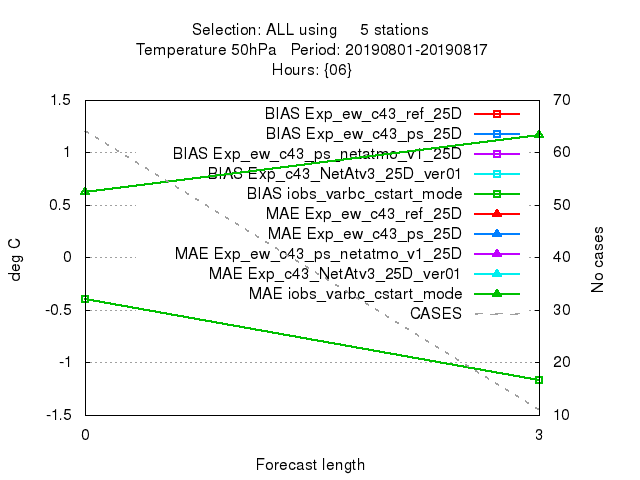 Selection: ALL using 5 stations
Temperature 50hPa Period: 20190801-20190817
Hours: {06}
1.5
1
0.5
0
-0.5
-1
-1.5
70
60
50
40
30
20
10
deg C
No cases
BIAS Exp_ew_c43_ref_25D
BIAS Exp_ew_c43_ps_25D
BIAS Exp_ew_c43_ps_netatmo_v1_25D
BIAS Exp_c43_NetAtv3_25D_ver01
BIAS iobs_varbc_cstart_mode
MAE Exp_ew_c43_ref_25D
MAE Exp_ew_c43_ps_25D
MAE Exp_ew_c43_ps_netatmo_v1_25D
MAE Exp_c43_NetAtv3_25D_ver01
MAE iobs_varbc_cstart_mode
CASES
0 3
Forecast length